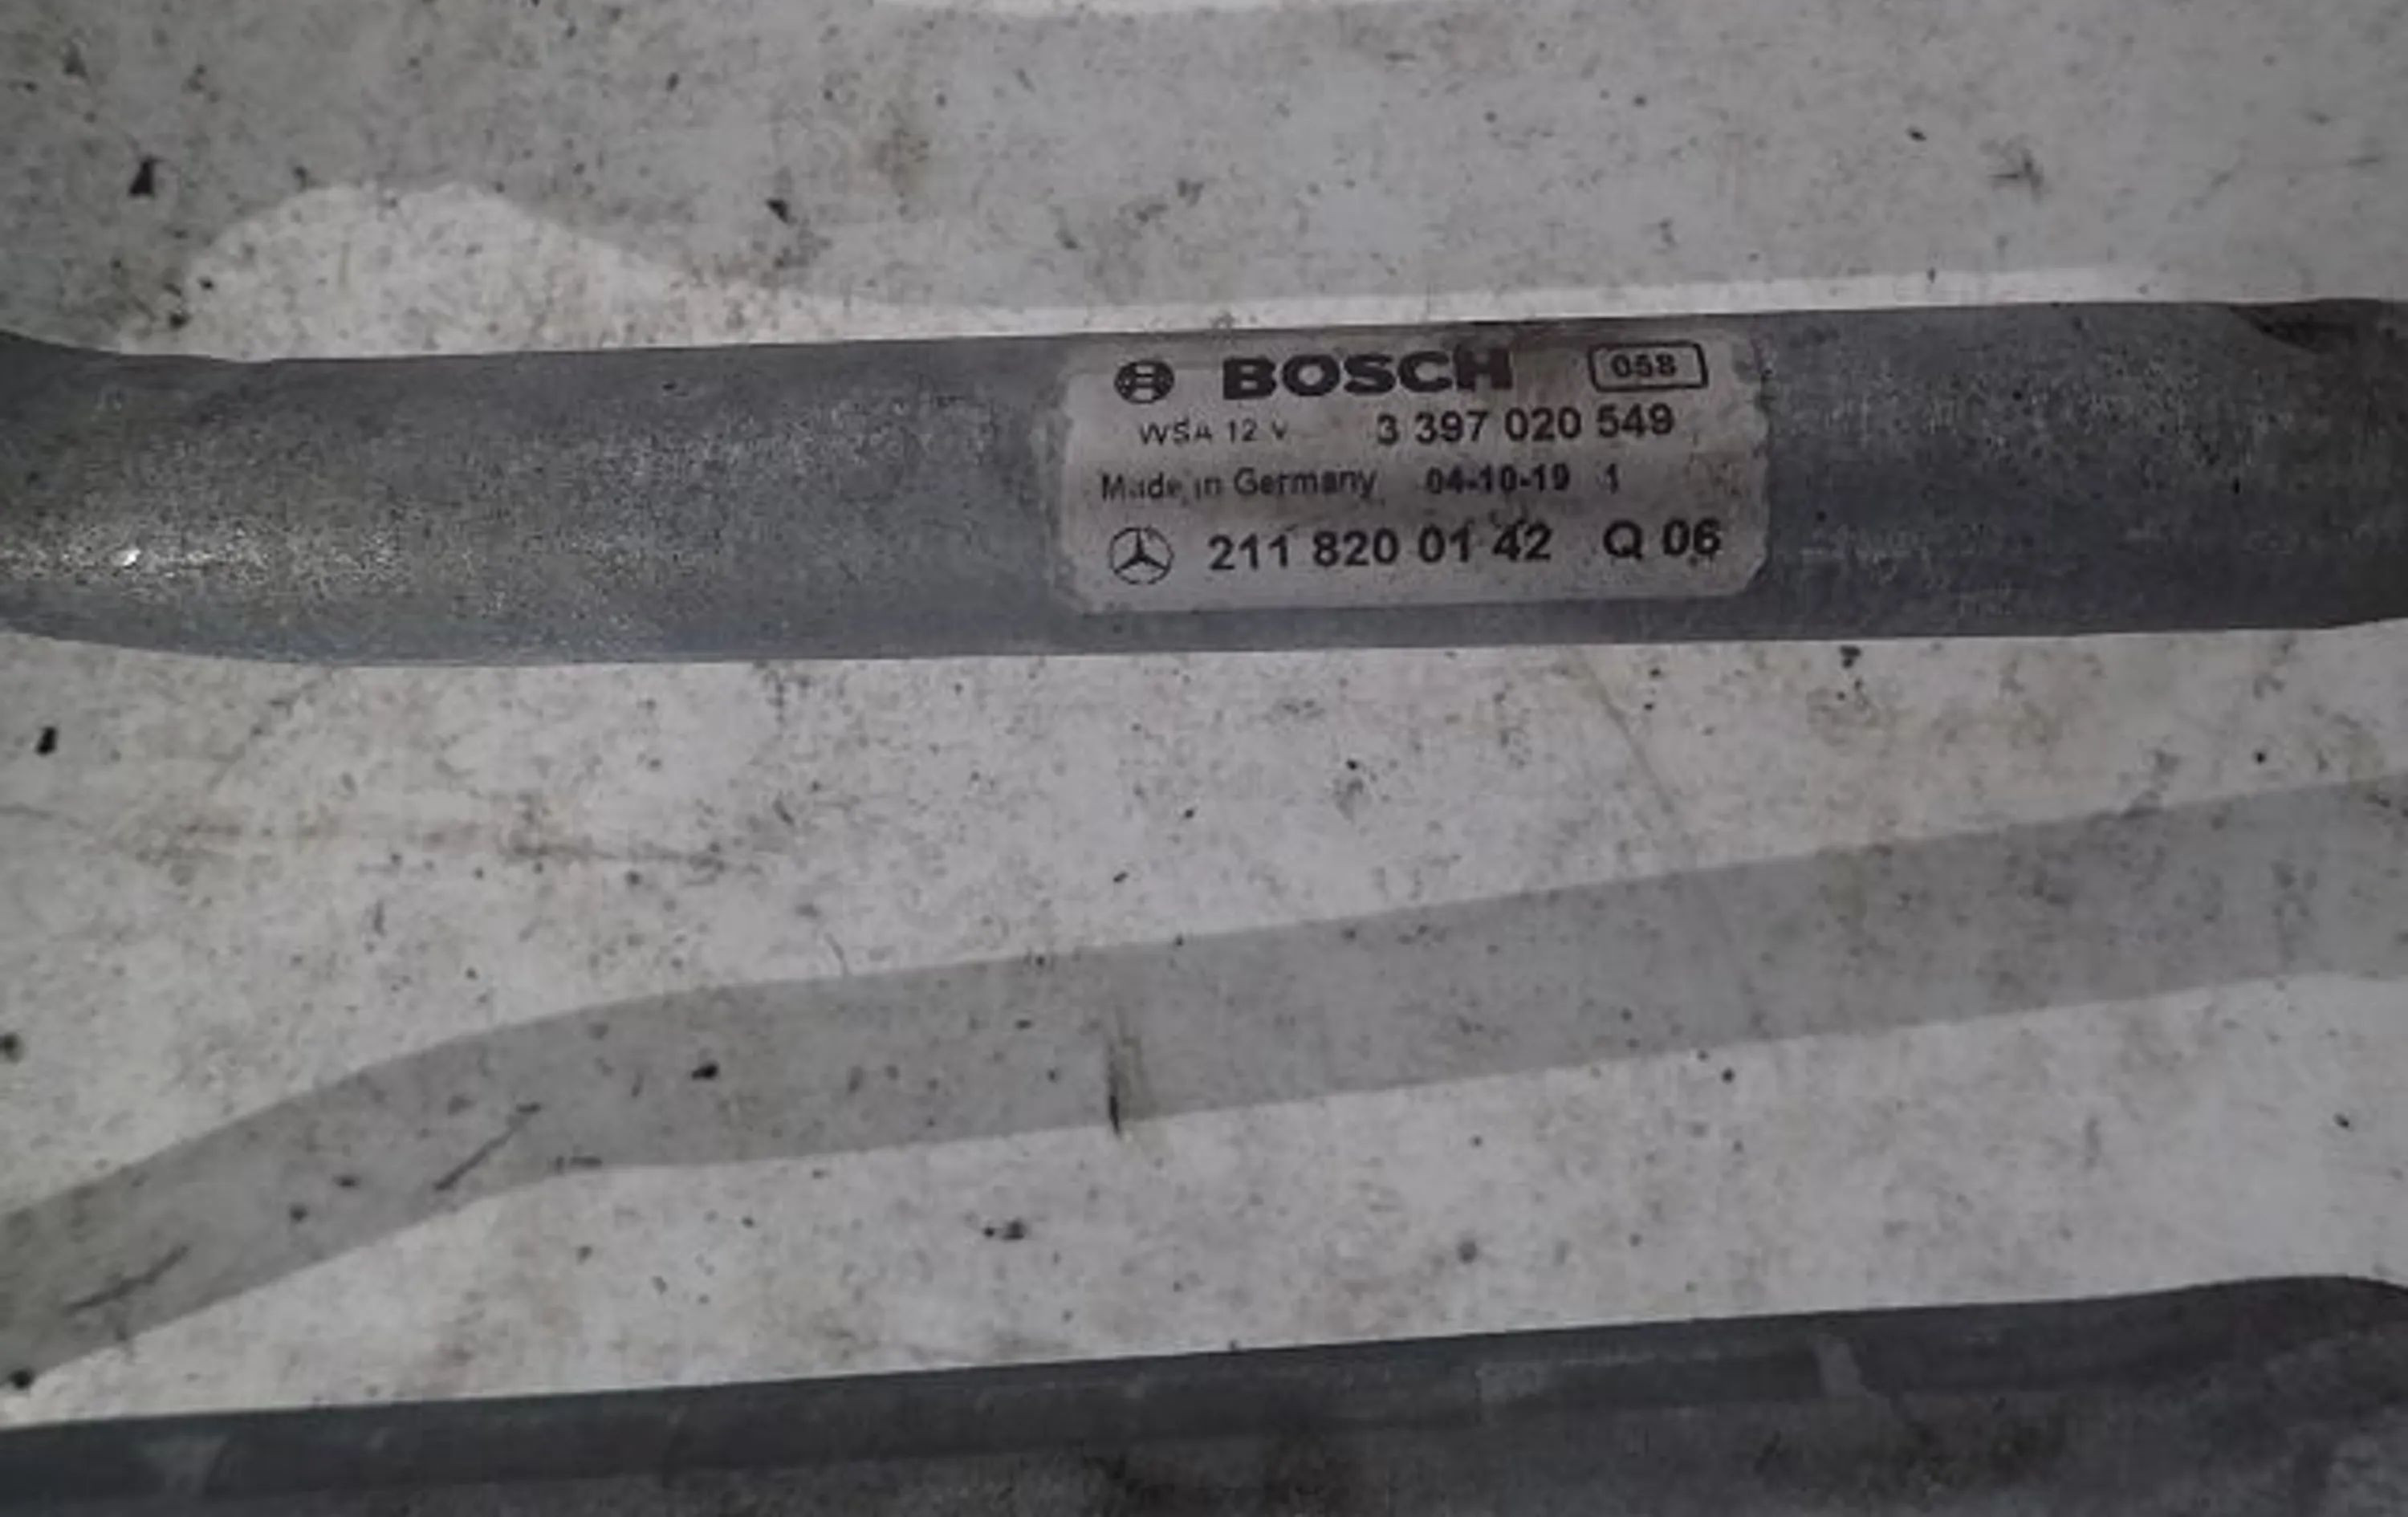 BOSCH 058
WSA 12 V 3 397 020 549
Made in Germany 04-10-19 1
211 820 01 42 Q 06